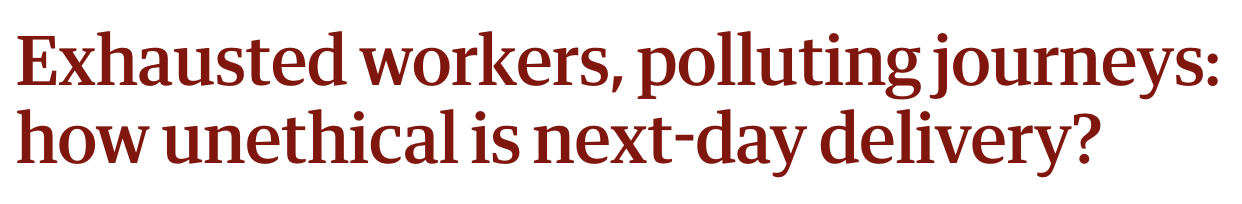 Exhausted workers, polluting journeys:
how unethical is next-day delivery?